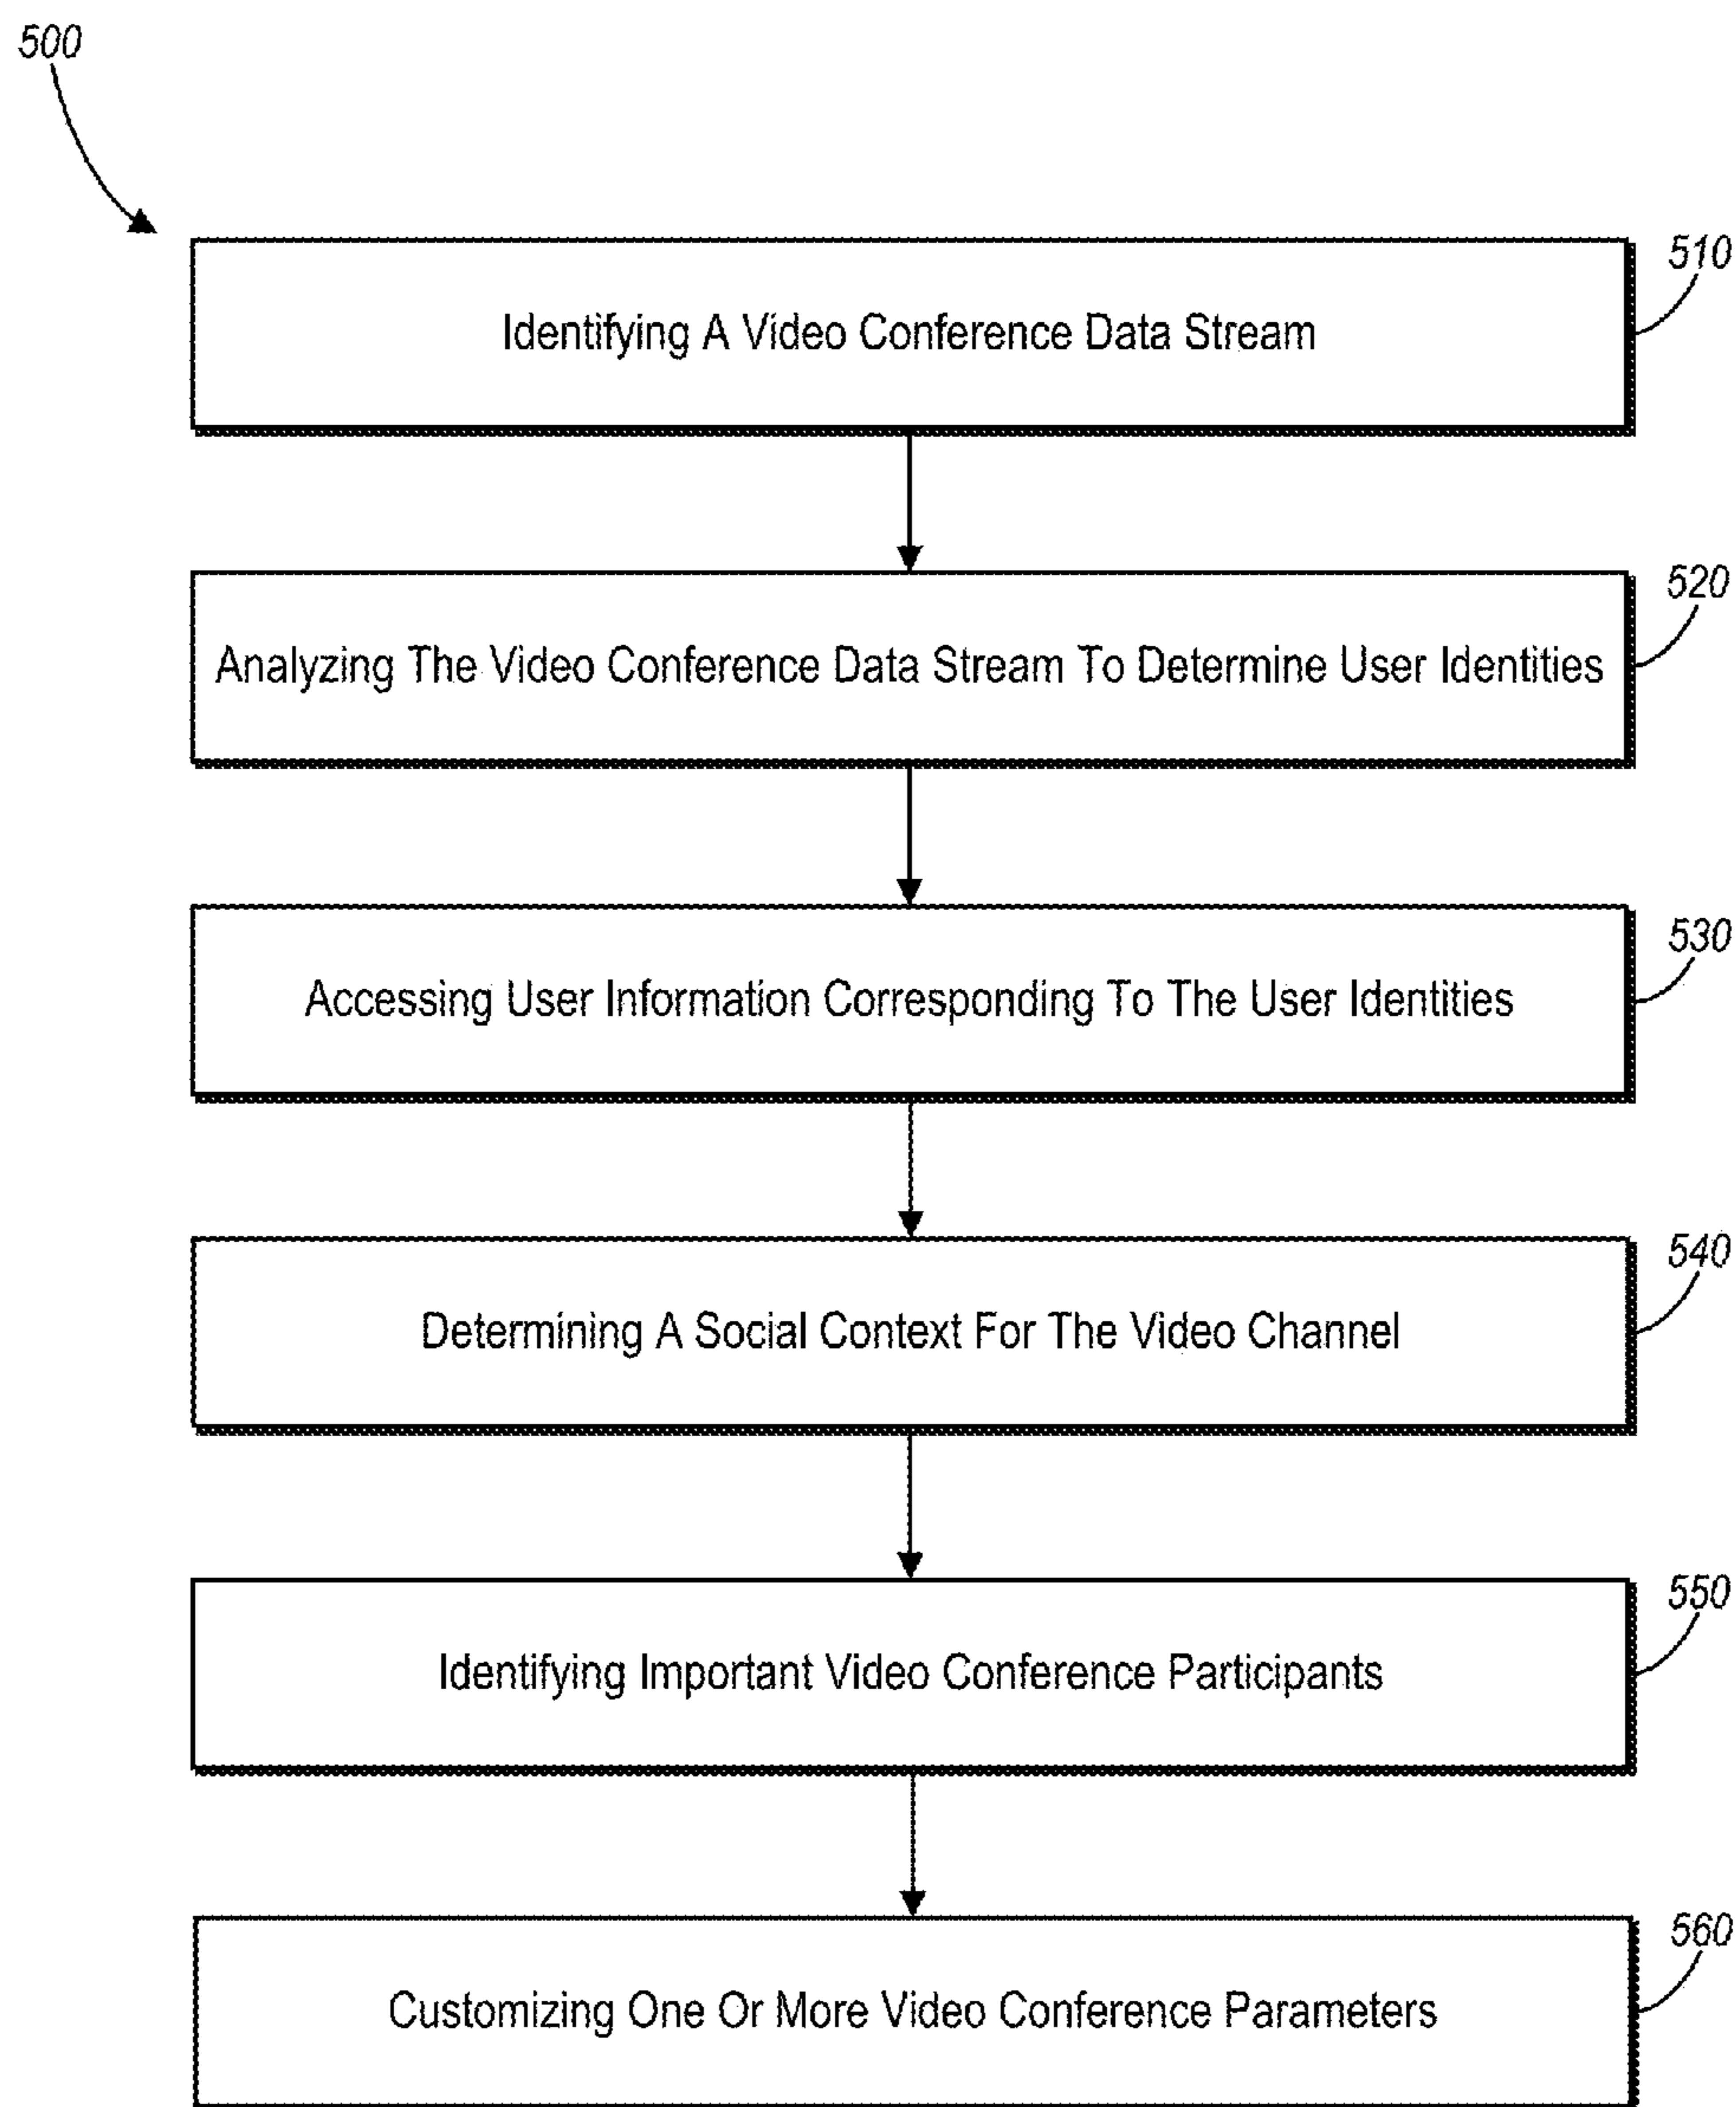 500
510
Identifying A Video Conference Data Stream
520
Analyzing The Video Conference Data Stream To Determine User Identities
530
Accessing User Information Corresponding To The User Identities
540
Determining A Social Context For The Video Channel
550
Identifying Important Video Conference Participants
560
Customizing One Or More Video Conference Parameters